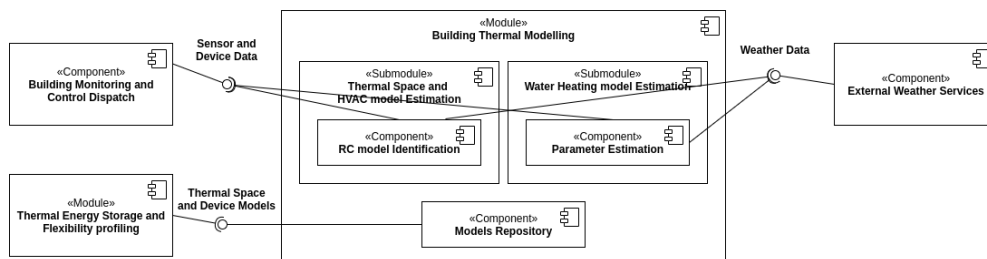 «Module»
Building Thermal Modelling
Sensor and
Device Data
Weather Data
«Component»
Building Monitoring and
Control Dispatch
«Submodule»
Thermal Space and
HVAC model Estimation
«Submodule»
Water Heating model Estimation
«Component»
External Weather Services
«Component»
RC model Identification
«Component»
Parameter Estimation
«Module»
Thermal Energy Storage and
Flexibility profiling
Thermal Space
and Device Models
«Component»
Models Repository